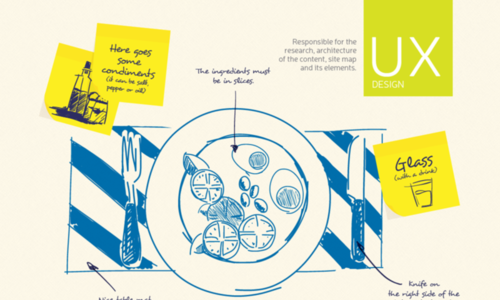 Here goes
some
condiments
(it can be salt,
pepper or oil)
The ingredients must
be in slices.
Responsible for the
research, architecture
of the content, site map
and its elements.
UX
DESIGN
Glass
(with a drink)
Knife on
the right side of the